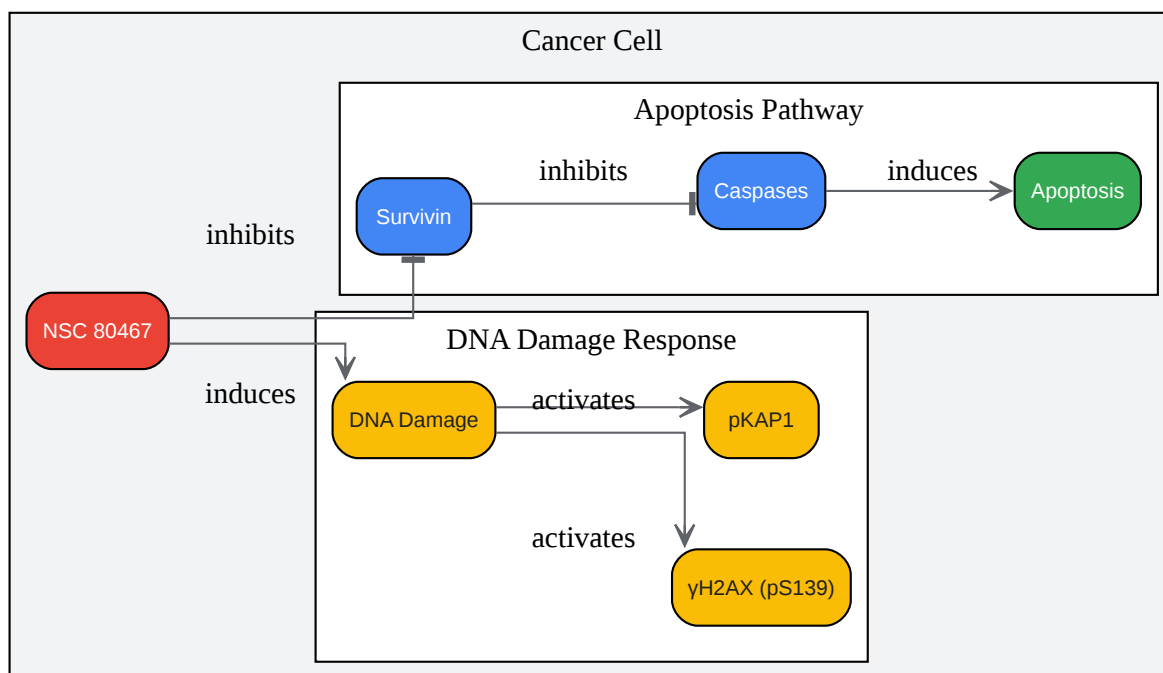 Cancer Cell
Apoptosis Pathway
inhibits
Caspases
induces
Apoptosis
Survivin
inhibits
NSC 80467
DNA Damage Response
induces
DNA Damage
activates
pKAP1
activates
γH2AX (pS139)